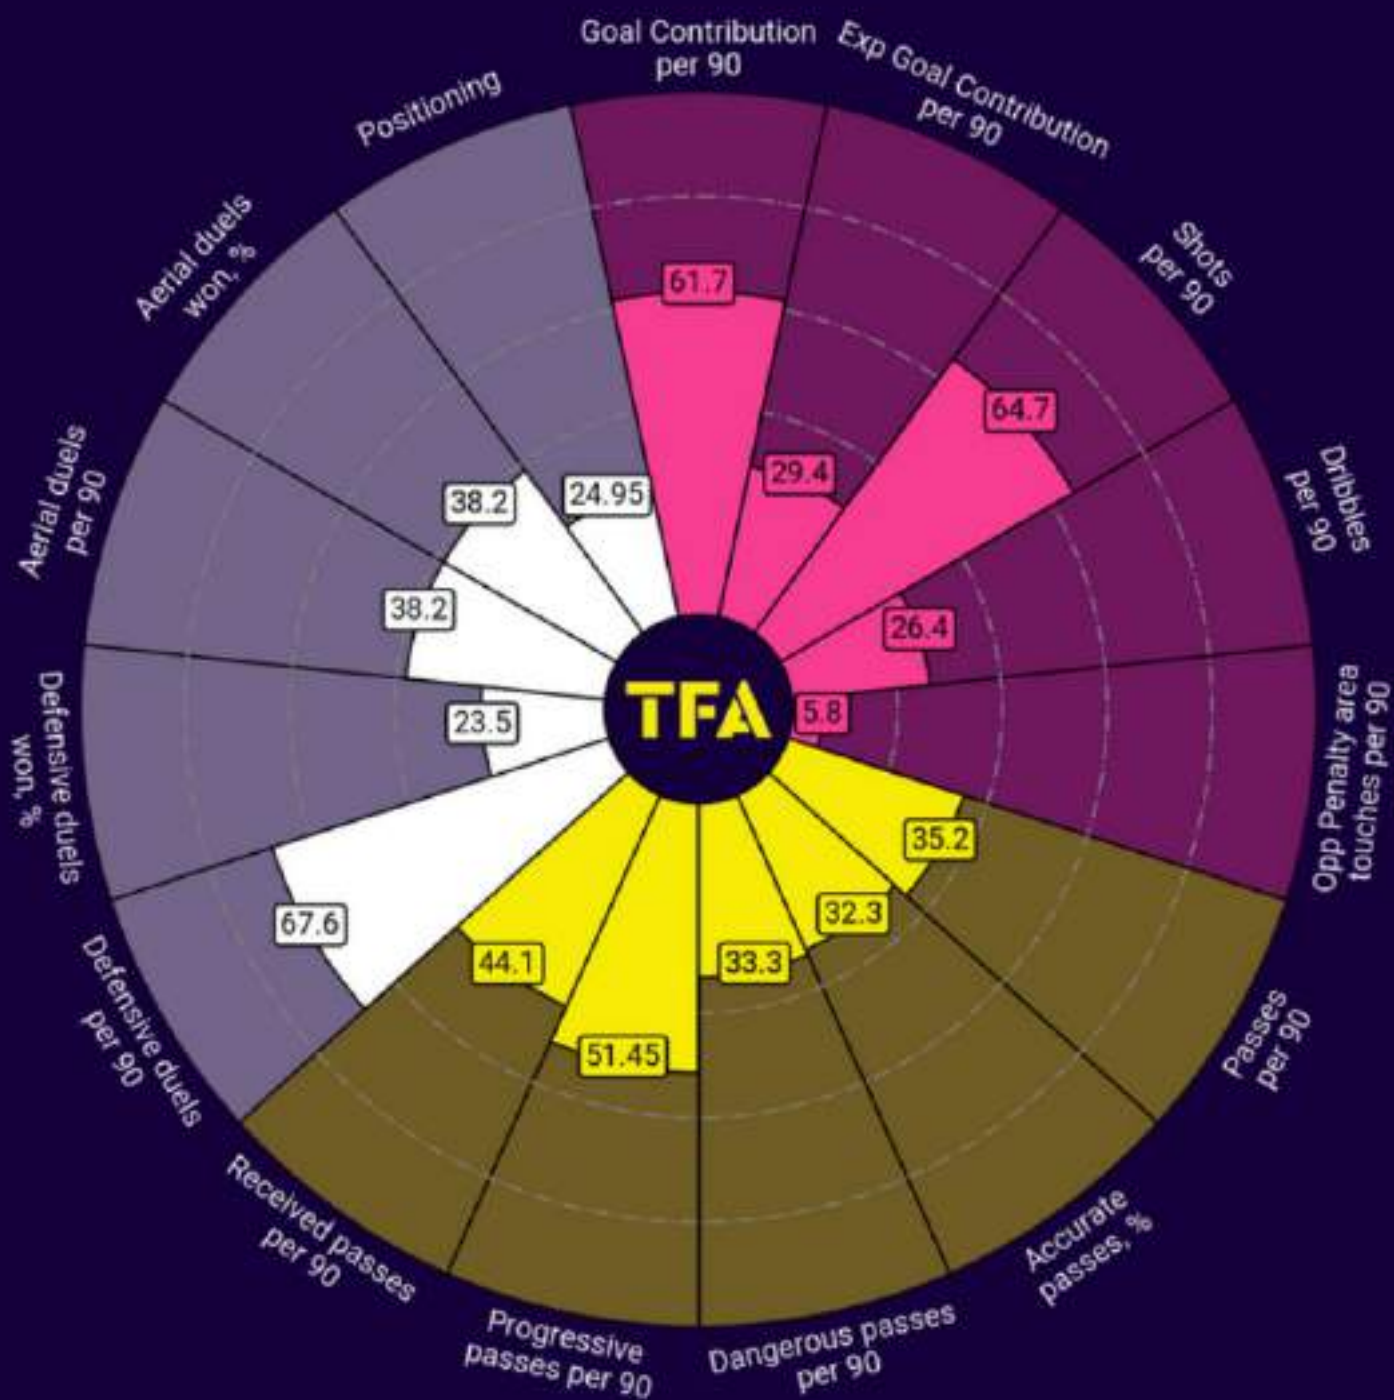 Goal Contribution
per 90
Exp Goal Contribution
per 90
Shots
per 90
Dribbles
per 90
Opp Penalty area
touches per 90
Passes
per 90
Accurate
passes, %
Dangerous passes
per 90
Progressive
passes per 90
Received passes
per 90
Defensive duels
per 90
Defensive duels
won, %
Aerial duels
per 90
Aerial duels
won, %
Positioning
61.7
29.4
64.7
26.4
5.8
35.2
32.3
33.3
51.45
44.1
67.6
23.5
38.2
38.2
24.95
TFA